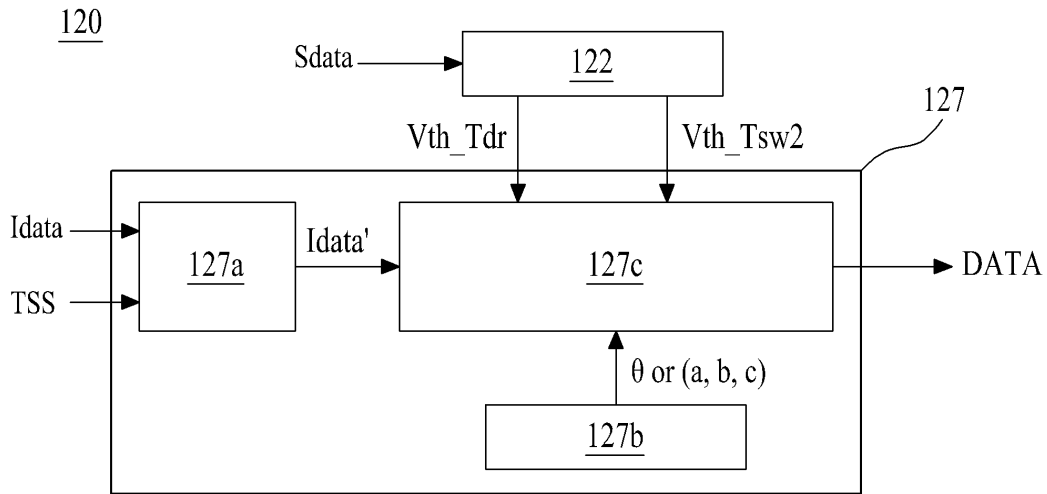 120
Sdata
122
127
Vth_Tdr
Vth_Tsw2
Idata
127a
Idata'
127c
DATA
TSS
θ or (a, b, c)
127b